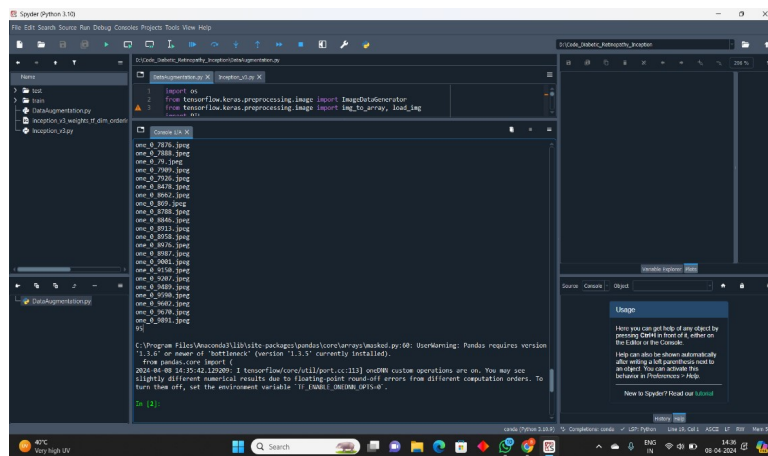 Spyder (Python 3.10)
File Edit Search Source Run Debug Consoles Projects Tools View Help
D:\Code_Diabetic_Retinopathy_Inception
D:\Code_Diabetic_Retinopathy_Inception\DataAugmentation.py
DataAugmentation.py X Inception_v3.py X
200 %
Name
test
train
DataAugmentation.py
inception_v3_weights_tf_dim_orderin
Inception_v3.py
1 import os
2 from tensorflow.keras.preprocessing.image import ImageDataGenerator
3 from tensorflow.keras.preprocessing.image import img_to_array, load_img
import PIL
Console 1/A X
one_0_7876.jpeg
one_0_7888.jpeg
one_0_79.jpeg
one_0_7909.jpeg
one_0_7926.jpeg
one_0_8478.jpeg
one_0_8662.jpeg
one_0_869.jpeg
one_0_8788.jpeg
one_0_8846.jpeg
one_0_8913.jpeg
one_0_8958.jpeg
one_0_8976.jpeg
one_0_8987.jpeg
one_0_9001.jpeg
one_0_9150.jpeg
one_0_9207.jpeg
one_0_9489.jpeg
one_0_9590.jpeg
one_0_9602.jpeg
one_0_9670.jpeg
one_0_9891.jpeg
95
C:\Program Files\Anaconda3\lib\site-packages\pandas\core\arrays\masked.py:60: UserWarning: Pandas requires version
'1.3.6' or newer of 'bottleneck' (version '1.3.5' currently installed).
from pandas.core import (
2024-04-08 14:35:42.129209: I tensorflow/core/util/port.cc:113] oneDNN custom operations are on. You may see
slightly different numerical results due to floating-point round-off errors from different computation orders. To
turn them off, set the environment variable `TF_ENABLE_ONEDNN_OPTS=0`.
In [2]:
DataAugmentation.py
Variable Explorer Plots
Source Console Object
Usage
Here you can get help of any object by
pressing Ctrl+I in front of it, either on
the Editor or the Console.
Help can also be shown automatically
after writing a left parenthesis next to
an object. You can activate this
behavior in Preferences > Help.
New to Spyder? Read our tutorial
History Help
conda (Python 3.10.9) Completions: conda LSP: Python Line 19, Col 1 ASCII LF RW
40°C
Very high UV
Search
ENG
IN
14:36
08-04-2024